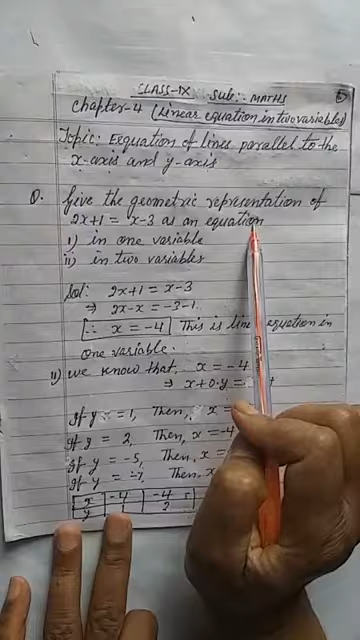 CLASS-IX Sub:- MATHS 5
Chapter-4 (Linear equation in two variables)
Topic: Eequation of lines parallel to the
x-axis and y-axis
Q. Give the geometric representation of
2x+1 = x-3 as an equation
i) in one variable
ii) in two variables
Sol: 2x+1 = x-3
⇒ 2x-x = -3-1
∴ x = -4 This is equation in
one variable.
ii) we know that x = -4
⇒ x+0.y =
If y = 1, Then, x =
If y = 2, Then, x = -4
If y = -5, Then, x
If y = -7, Then, x
x -4 -4
y 1 2